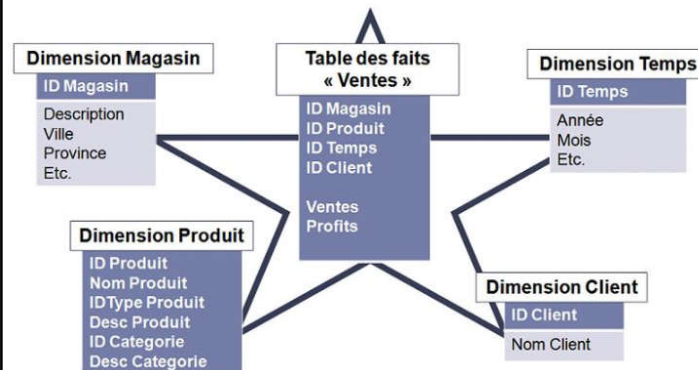 Dimension Magasin
ID Magasin
Description
Ville
Province
Etc.
Table des faits
« Ventes »
ID Magasin
ID Produit
ID Temps
ID Client
Ventes
Profits
Dimension Temps
ID Temps
Année
Mois
Etc.
Dimension Produit
ID Produit
Nom Produit
IDType Produit
Desc Produit
ID Categorie
Desc Categorie
Dimension Client
ID Client
Nom Client